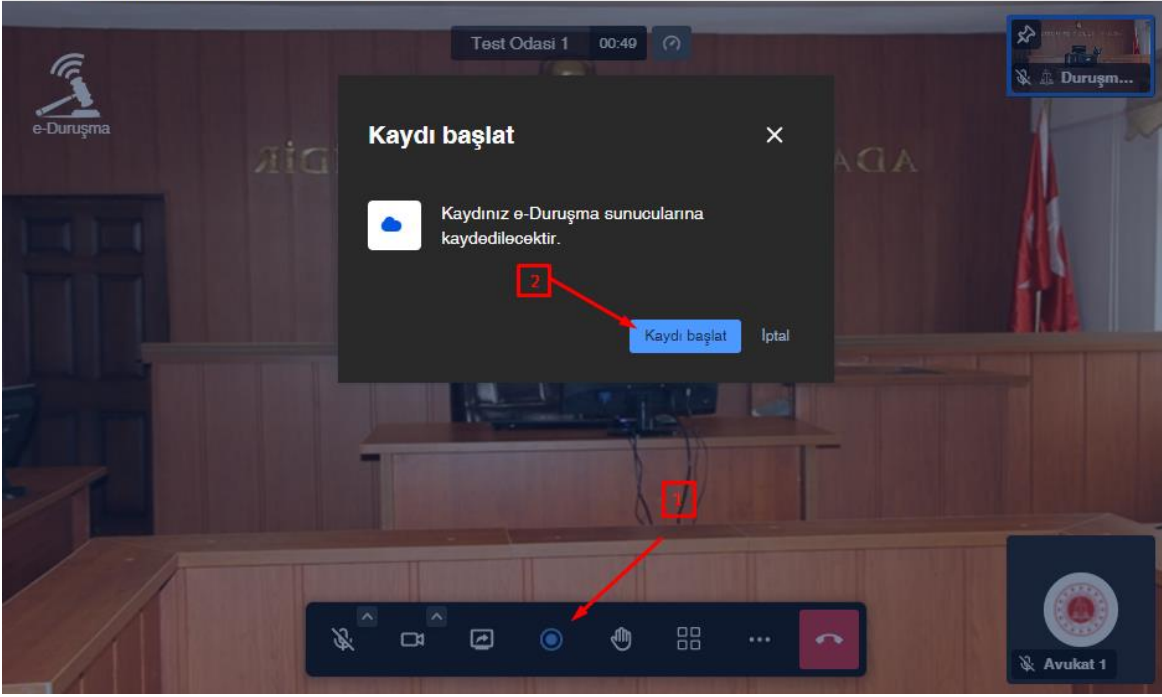 Test Odasi 1 00:49
e-Duruşma
Duruşm...
Kaydı başlat
Kaydınız e-Duruşma sunucularına
kaydedilecektir.
2
Kaydı başlat İptal
1
Avukat 1